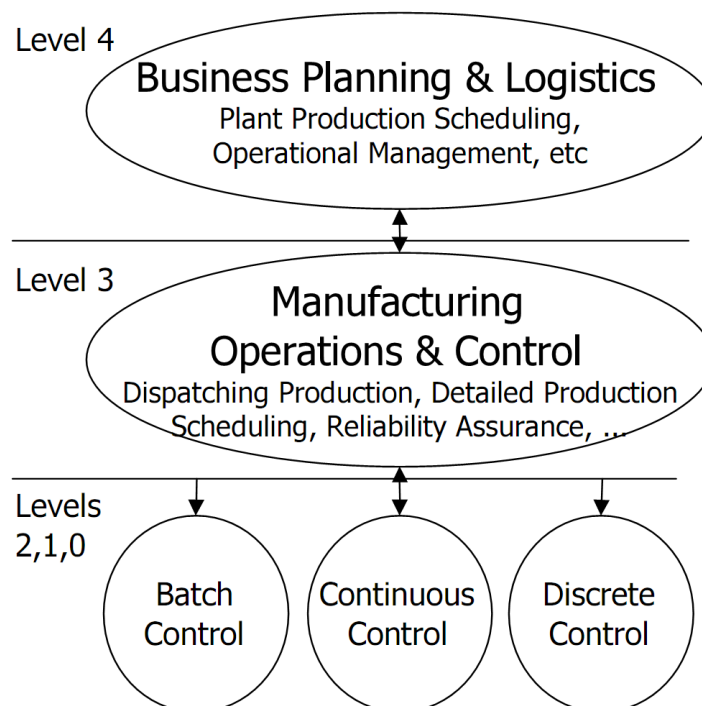 Level 4
Business Planning & Logistics
Plant Production Scheduling,
Operational Management, etc
Level 3
Manufacturing
Operations & Control
Dispatching Production, Detailed Production
Scheduling, Reliability Assurance, ...
Levels
2,1,0
Batch
Control
Continuous
Control
Discrete
Control